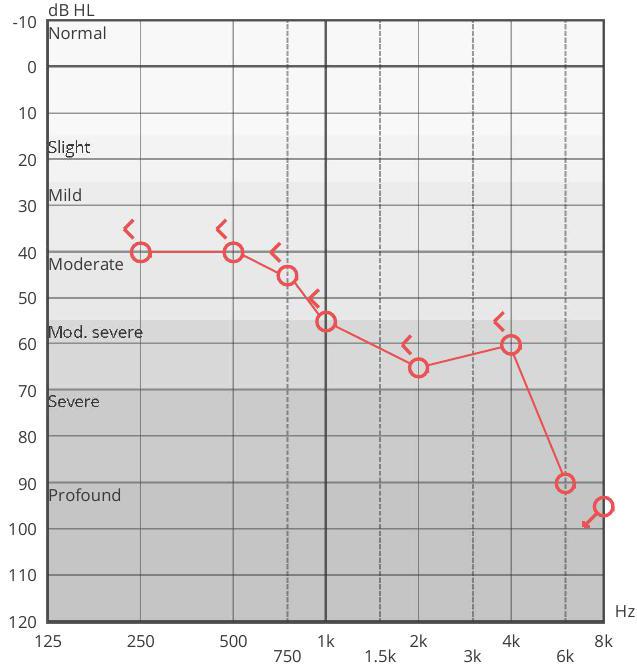 dB HL
-10
Normal
0
10
Slight
20
Mild
30
40
Moderate
50
Mod. severe
60
70
Severe
80
90
Profound
100
110
120
Hz
125 250 500 1k 2k 4k 8k
750 1.5k 3k 6k